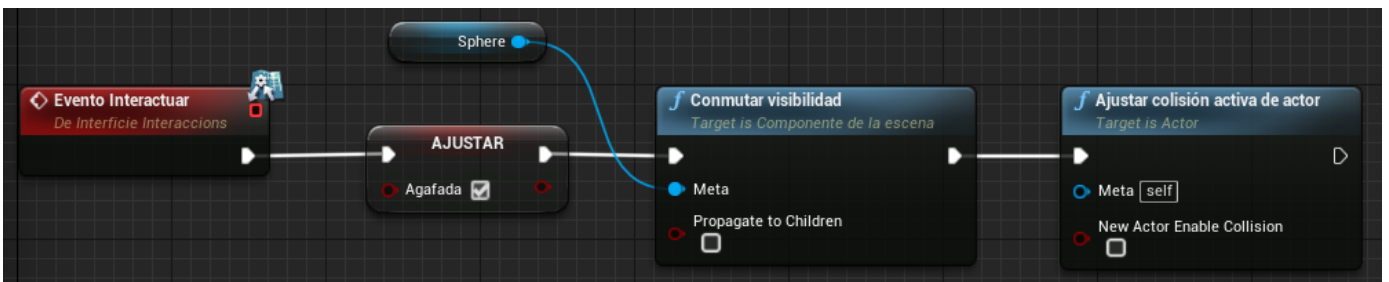 Sphere
Evento Interactuar
De Interficie Interaccions
AJUSTAR
Agafada
f Conmutar visibilidad
Target is Componente de la escena
Meta
Propagate to Children
f Ajustar colisión activa de actor
Target is Actor
Meta self
New Actor Enable Collision